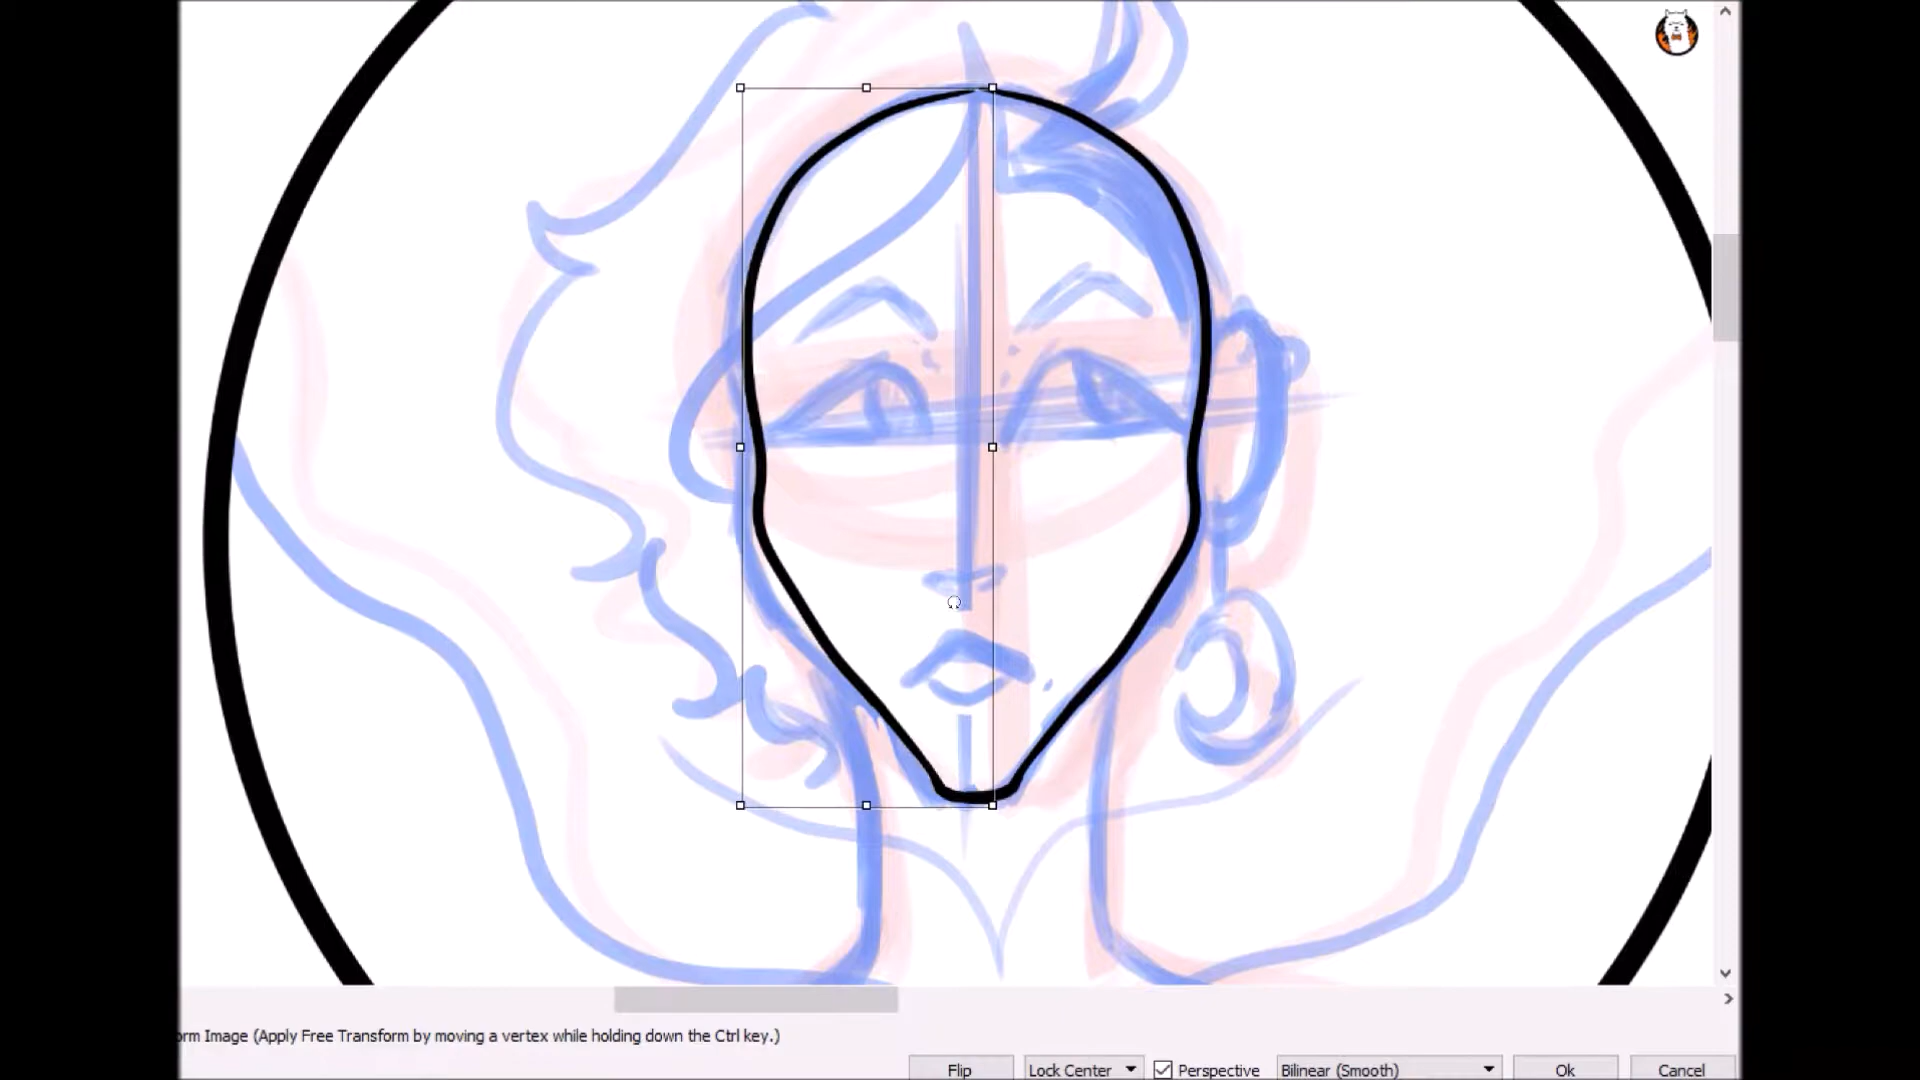 orm Image (Apply Free Transform by moving a vertex while holding down the Ctrl key.)
Flip Lock Center Perspective Bilinear (Smooth) Ok Cancel